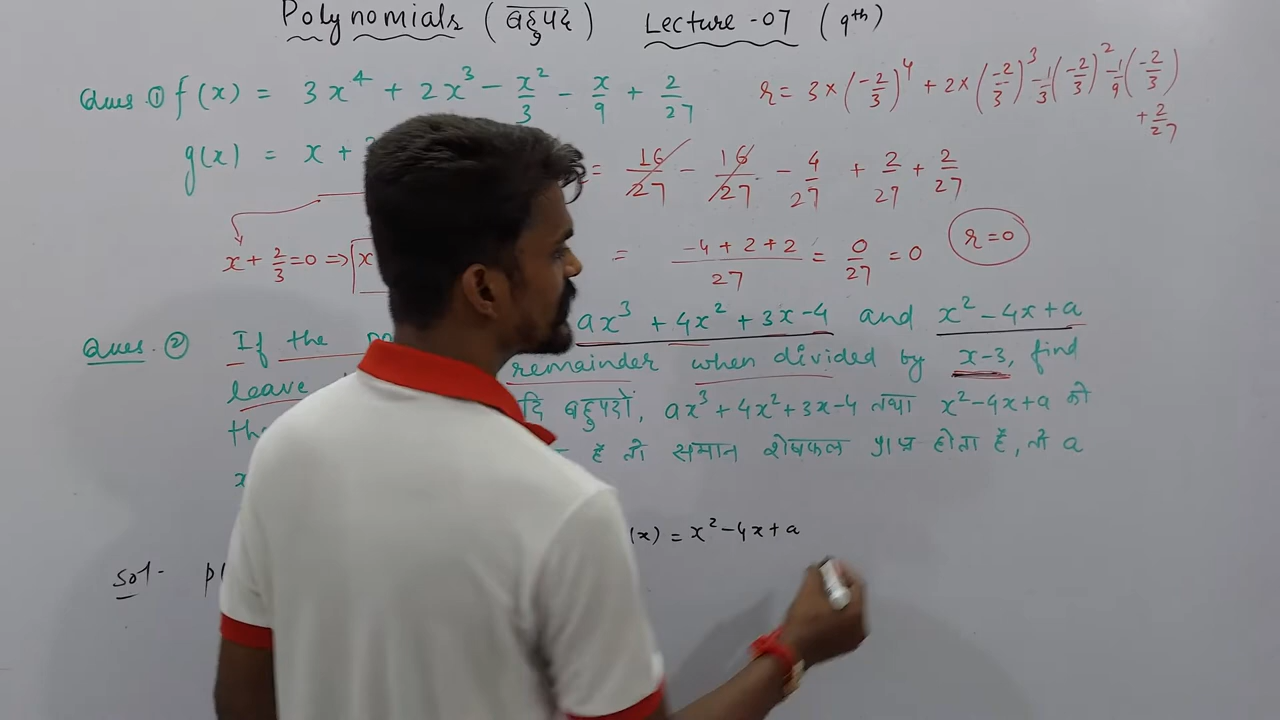 Polynomials (बहुपद) Lecture -07 (9th)
Ques ① f(x) = 3x⁴ + 2x³ - x²/3 - x/9 + 2/27
r = 3×(-2/3)⁴ + 2×(-2/3)³ - 1/3(-2/3)² - 1/9(-2/3) + 2/27
g(x) = x +
= 16/27 - 16/27 - 4/27 + 2/27 + 2/27
x + 2/3 = 0 ⇒ x
= (-4+2+2)/27 = 0/27 = 0 r=0
Ques. ② If the ax³ + 4x² + 3x - 4 and x² - 4x + a
leave remainder when divided by x-3, find
बहुपदों, ax³ + 4x² + 3x - 4 तथा x² - 4x + a को
है तो समान शेषफल प्राप्त होता है, तो a
x
(x) = x² - 4x + a
Sol-